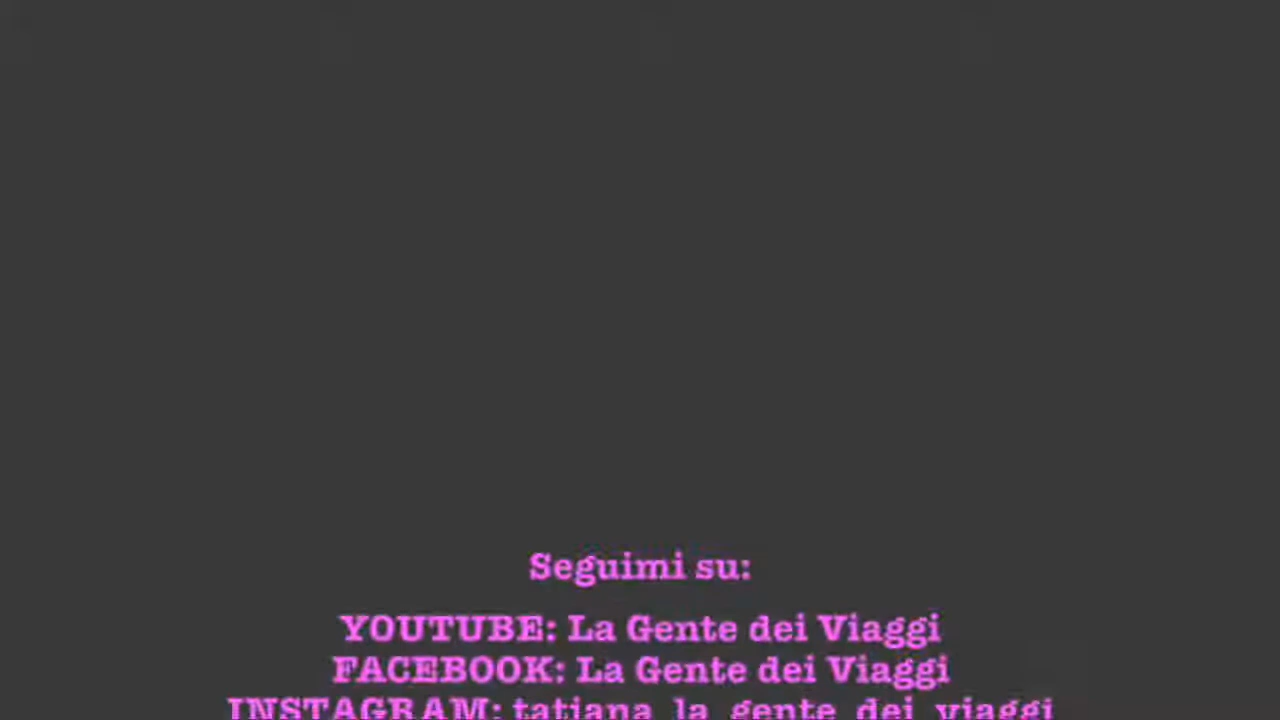 Seguimi su:
YOUTUBE: La Gente dei Viaggi
FACEBOOK: La Gente dei Viaggi
INSTAGRAM: tatiana_la_gente_dei_viaggi